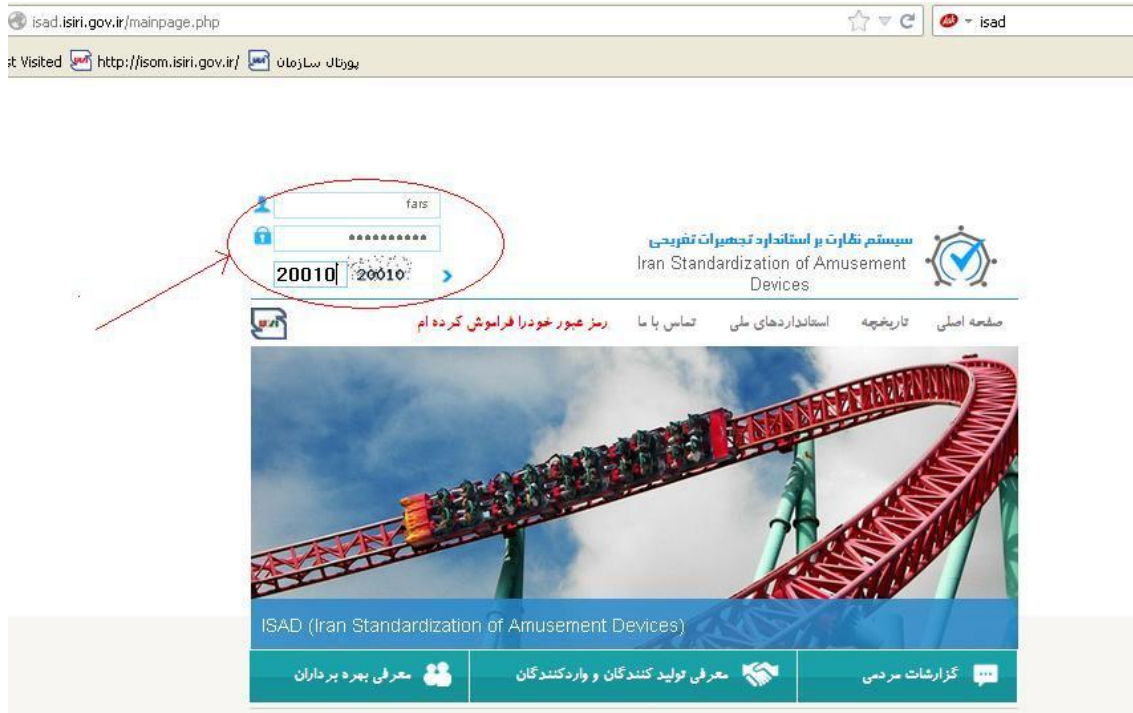 isad.isiri.gov.ir/mainpage.php
isad
st Visited http://isom.isiri.gov.ir/ پورتال سازمان
fars
••••••••••
20010 20010
سیستم نظارت بر استاندارد تجهیزات تفریحی
Iran Standardization of Amusement
Devices
صفحه اصلی تاریخچه استانداردهای ملی تماس با ما رمز عبور خودرا فراموش کرده ام
ISAD (Iran Standardization of Amusement Devices)
گزارشات مردمی معرفی تولید کنندگان و واردکنندگان معرفی بهره برداران